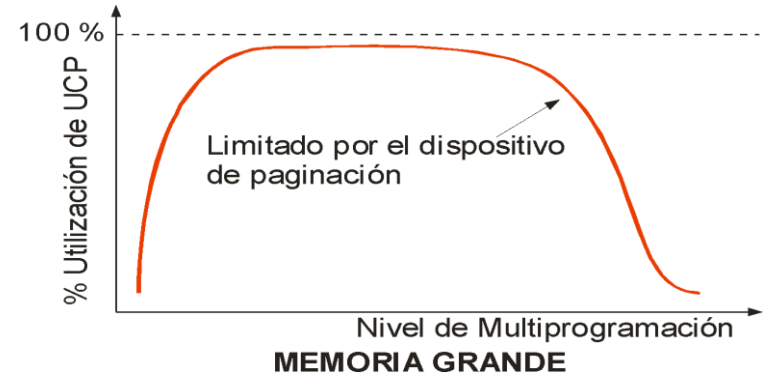 100 %
% Utilización de UCP
Limitado por el dispositivo
de paginación
Nivel de Multiprogramación
MEMORIA GRANDE